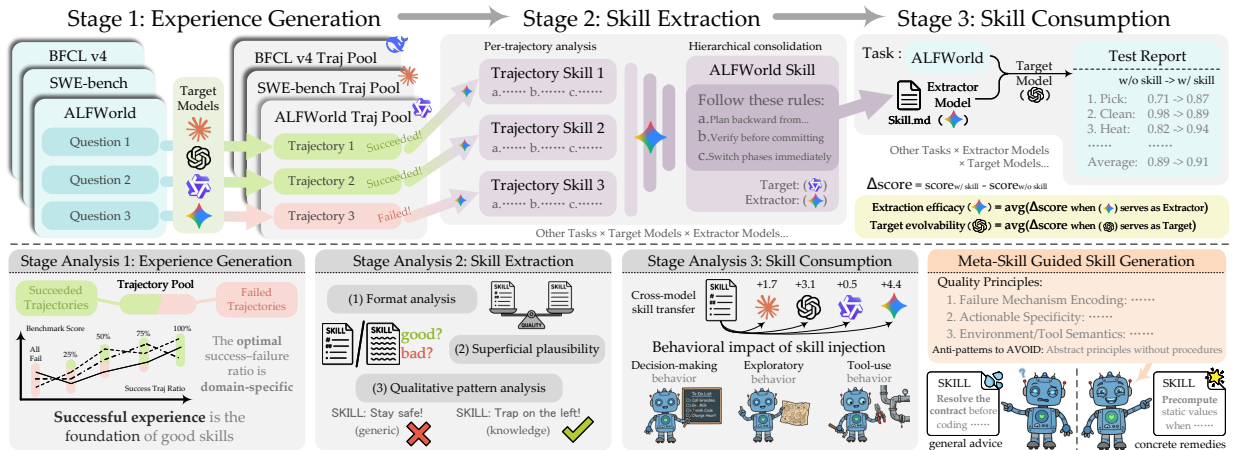 Stage 1: Experience Generation
Stage 2: Skill Extraction
Stage 3: Skill Consumption
BFCL v4
SWE-bench
ALFWorld
Question 1
Question 2
Question 3
Target
Models
BFCL v4 Traj Pool
SWE-bench Traj Pool
ALFWorld Traj Pool
Trajectory 1
Succeeded!
Trajectory 2
Succeeded!
Trajectory 3
Failed!
Per-trajectory analysis
Trajectory Skill 1
a.······ b.······ c.······
Trajectory Skill 2
a.······ b.······ c.······
Trajectory Skill 3
a.······ b.······ c.······
Hierarchical consolidation
ALFWorld Skill
Follow these rules:
a.Plan backward from...
b.Verify before committing
c.Switch phases immediately
Target: ( )
Extractor: ( )
Other Tasks × Target Models × Extractor Models...
Task :
ALFWorld
Extractor
Model
Skill.md ( )
Target
Model
( )
Other Tasks × Extractor Models
× Target Models...
Test Report
w/o skill -> w/ skill
1. Pick: 0.71 -> 0.87
2. Clean: 0.98 -> 0.89
3. Heat: 0.82 -> 0.94
······ ······
Average: 0.89 -> 0.91
Δscore = scorew/ skill - scorew/o skill
Extraction efficacy ( ) = avg(Δscore when ( ) serves as Extractor)
Target evolvability ( ) = avg(Δscore when ( ) serves as Target)
Stage Analysis 1: Experience Generation
Succeeded
Trajectories
Trajectory Pool
Failed
Trajectories
Benchmark Score
All
Fail
25%
50%
75%
100%
Success Traj Ratio
The optimal
success–failure
ratio is
domain-specific
Successful experience is the
foundation of good skills
Stage Analysis 2: Skill Extraction
(1) Format analysis
SKILL
SKILL
QUALITY
SKILL
SKILL
good?
bad?
(2) Superficial plausibility
(3) Qualitative pattern analysis
SKILL: Stay safe!
(generic)
SKILL: Trap on the left!
(knowledge)
Stage Analysis 3: Skill Consumption
Cross-model
skill transfer
SKILL
+1.7
+3.1
+0.5
+4.4
Behavioral impact of skill injection
Decision-making
behavior
Exploratory
behavior
Tool-use
behavior
To Do List
Meta-Skill Guided Skill Generation
Quality Principles:
1. Failure Mechanism Encoding: ······
2. Actionable Specificity: ······
3. Environment/Tool Semantics: ······
Anti-patterns to AVOID: Abstract principles without procedures
SKILL
Resolve the
contract before
coding ······
general advice
?
SKILL
Precompute
static values
when ······
concrete remedies